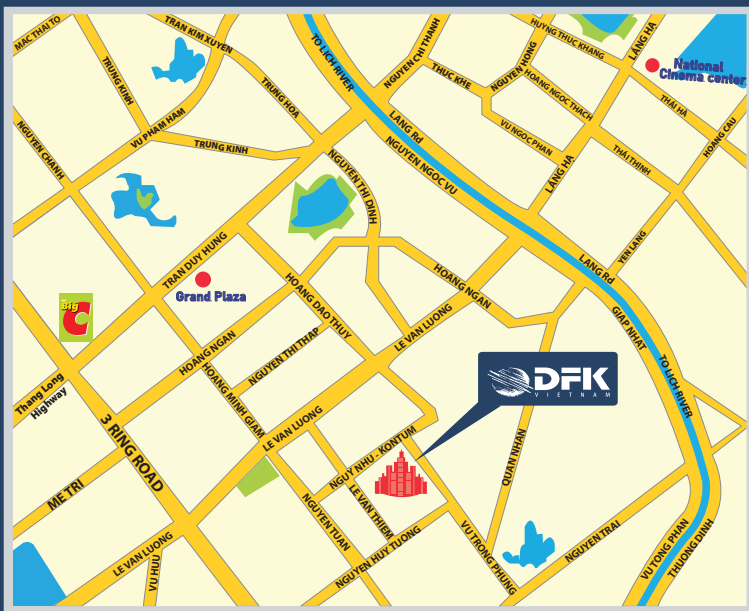 MAC THAI TO
TRAN KIM XUYEN
TO LICH RIVER
NGUYEN CHI THANH
HUYNG THUC KHANG
LANG HA
National
Cinema center
TRUNG KINH
THUC KHE
NGUYEN HONG
HOANG NGOC THACH
THAI HA
TRUNG HOA
VU PHAM HAM
TRUNG KINH
LANG Rd
NGUYEN NGOC VU
VU NGOC PHAN
HOANG CAU
NGUYEN CHANH
NGUYEN THI DINH
LANG HA
THAI THINH
TRAN DUY HUNG
YEN LANG
LANG Rd
HOANG NGAN
Grand Plaza
HOANG DAO THUY
Big
C
LE VAN LUONG
GIAP NHAT
HOANG NGAN
NGUYEN THI THAP
TO LICH RIVER
HOANG MINH GIAM
Thang Long
Highway
DFK
VIETNAM
3 RING ROAD
LE VAN LUONG
NGUY NHU - KONTUM
QUAN NHAN
ME TRI
LE VAN THIEM
NGUYEN TUAN
VU TRONG PHUNG
NGUYEN TRAI
LE VAN LUONG
VU HUU
NGUYEN HUY TUONG
VU TONG PHAN
THUONG DINH